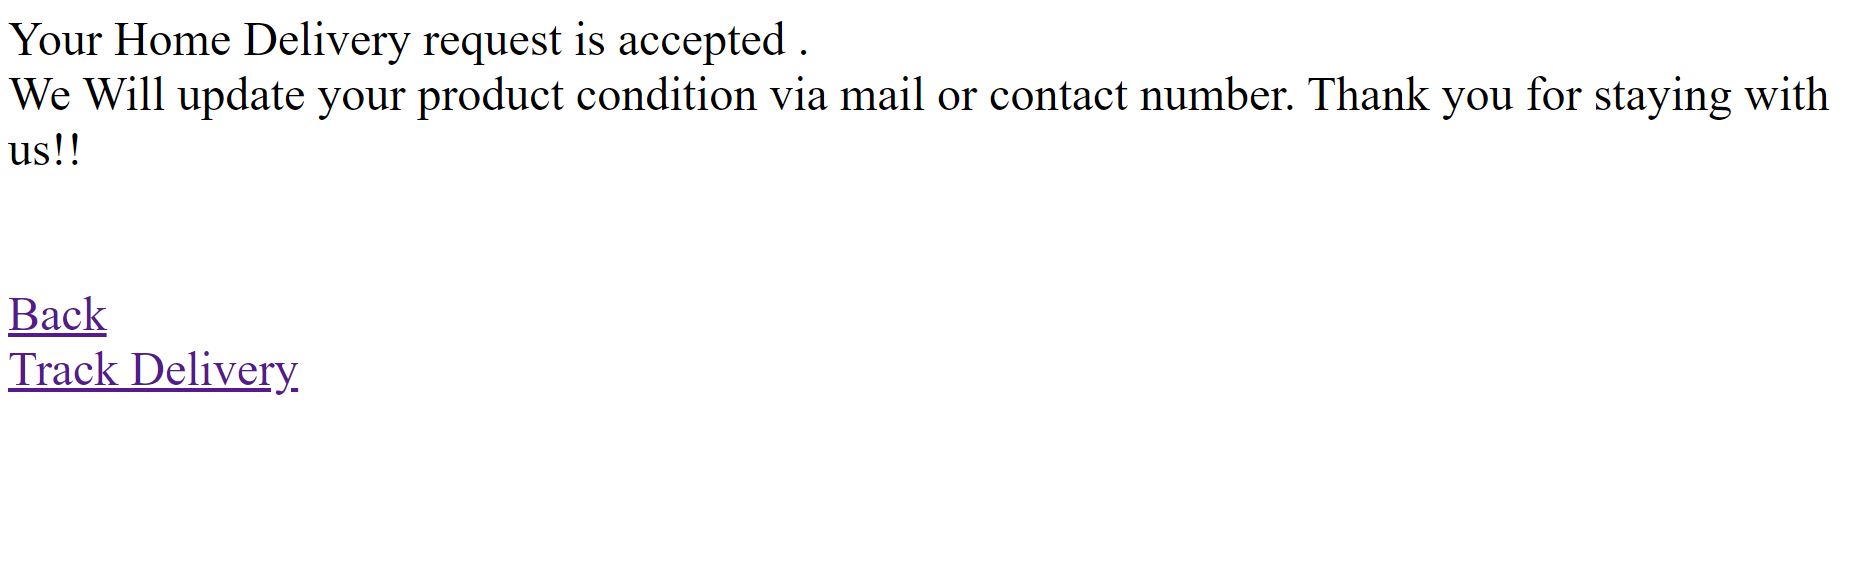 Your Home Delivery request is accepted .
We Will update your product condition via mail or contact number. Thank you for staying with
us!!
Back
Track Delivery